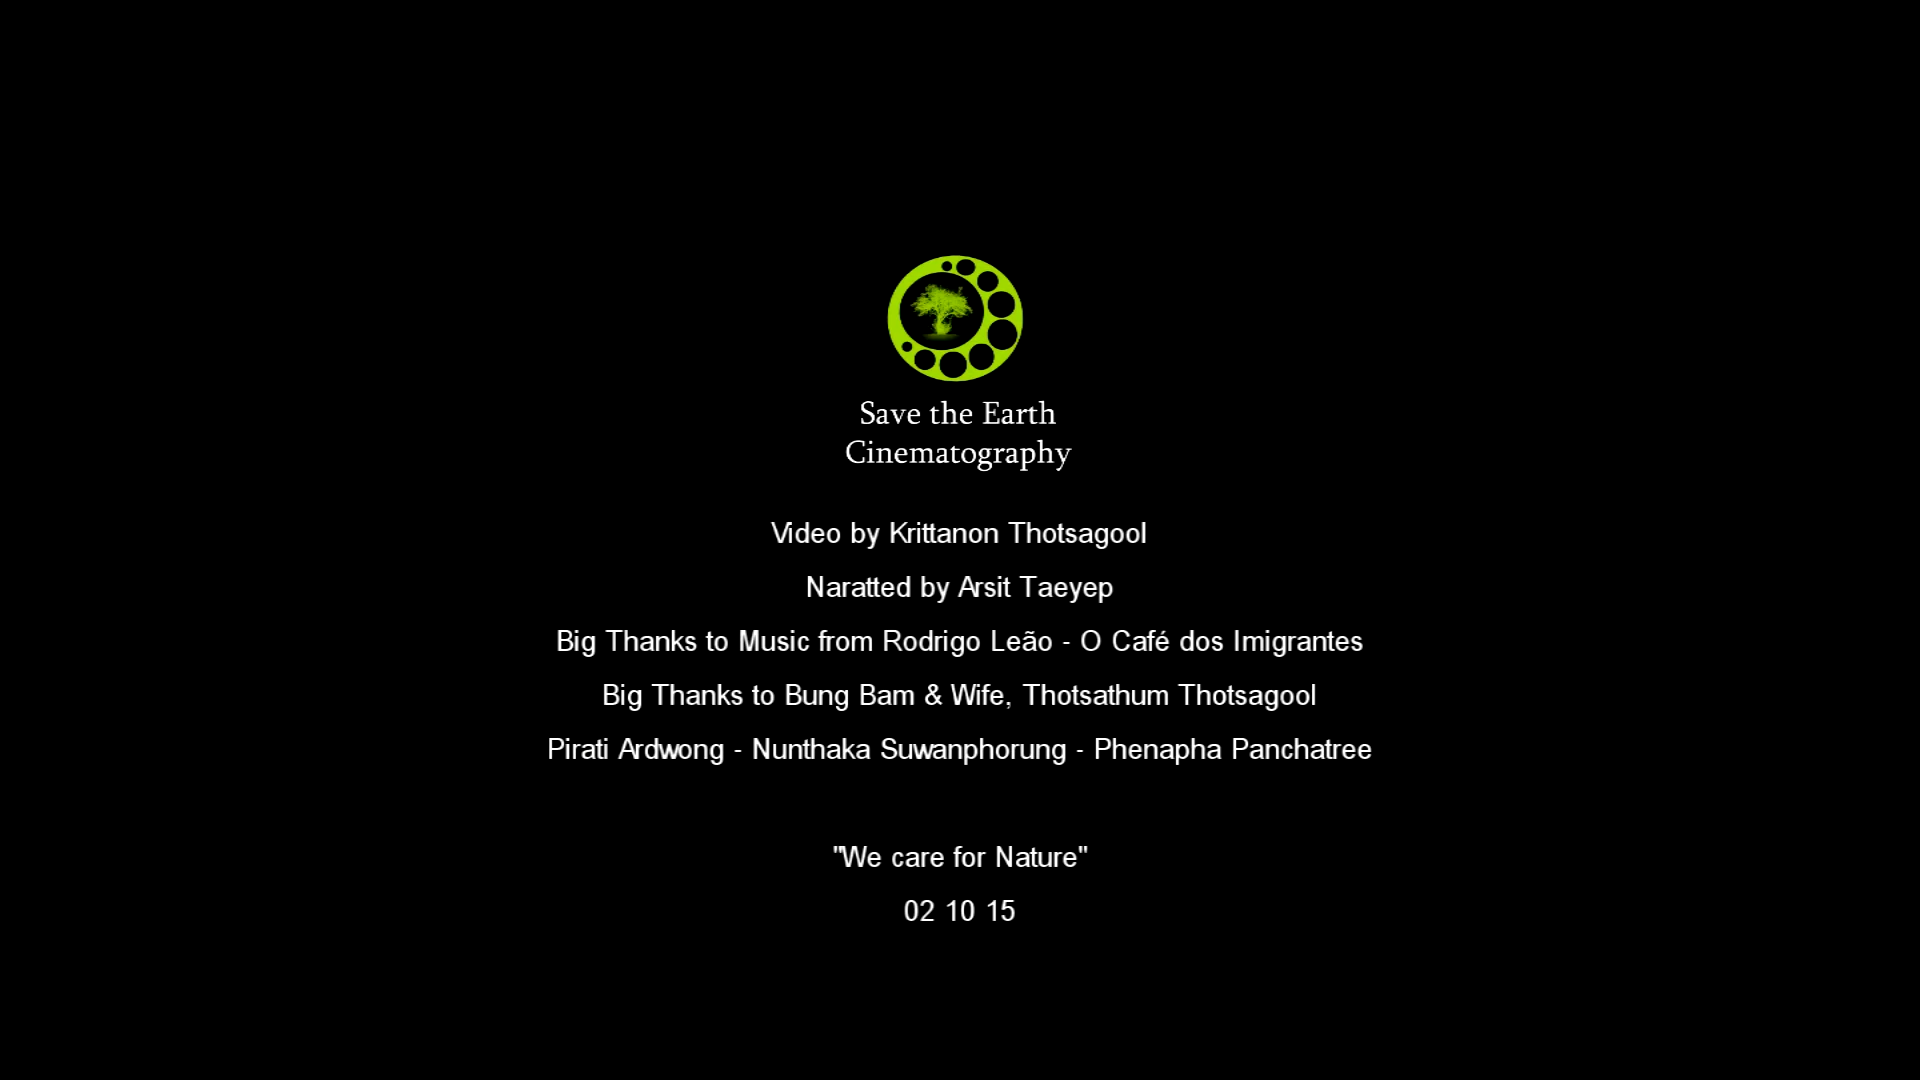 Save the Earth
Cinematography
Video by Krittanon Thotsagool
Naratted by Arsit Taeyep
Big Thanks to Music from Rodrigo Leão - O Café dos Imigrantes
Big Thanks to Bung Bam & Wife, Thotsathum Thotsagool
Pirati Ardwong - Nunthaka Suwanphorung - Phenapha Panchatree
"We care for Nature"
02 10 15